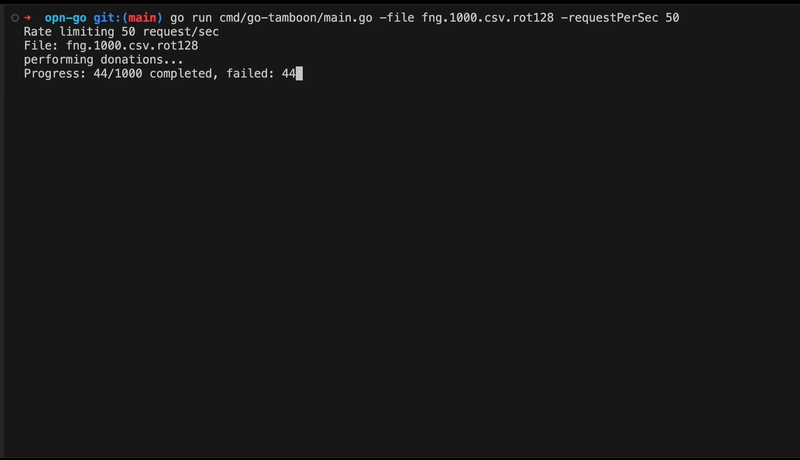 ➜ opn-go git:(main) go run cmd/go-tamboon/main.go -file fng.1000.csv.rot128 -requestPerSec 50
Rate limiting 50 request/sec
File: fng.1000.csv.rot128
performing donations...
Progress: 44/1000 completed, failed: 44